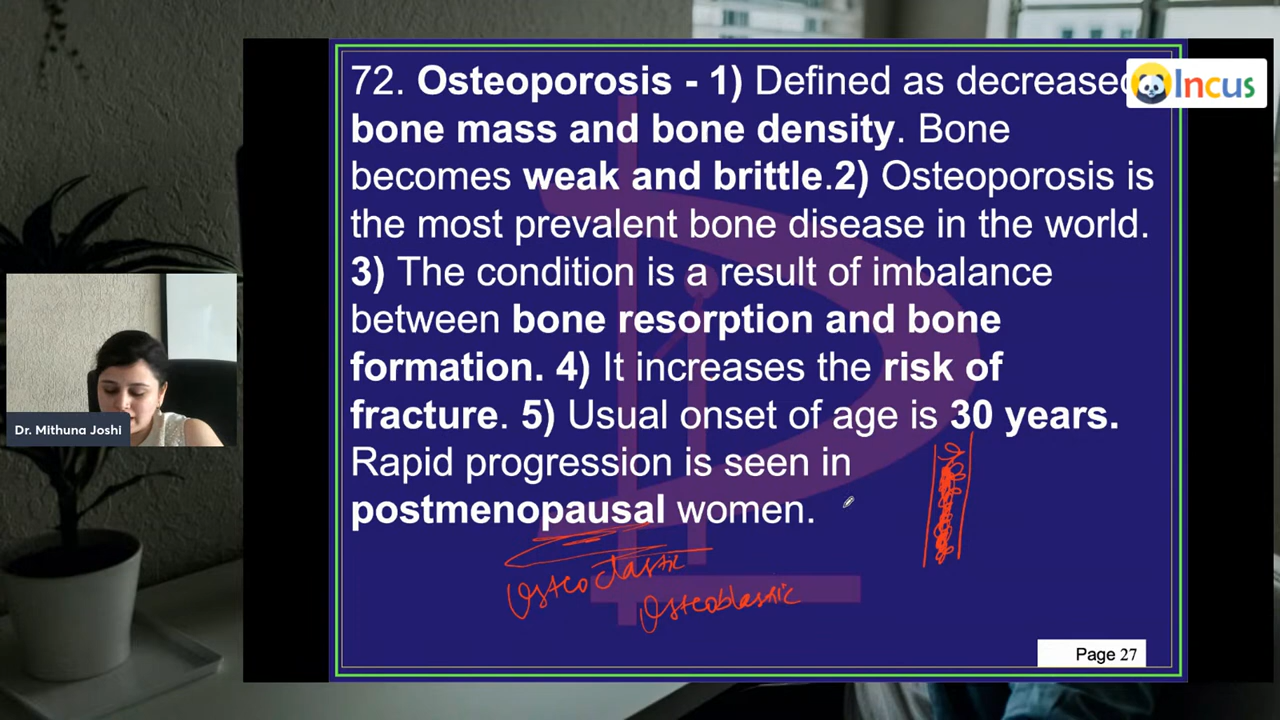 72. Osteoporosis - 1) Defined as decreased
bone mass and bone density. Bone
becomes weak and brittle.2) Osteoporosis is
the most prevalent bone disease in the world.
3) The condition is a result of imbalance
between bone resorption and bone
formation. 4) It increases the risk of
fracture. 5) Usual onset of age is 30 years.
Rapid progression is seen in
postmenopausal women.
Osteoclastic
Osteoblastic
Page 27
Incus
Dr. Mithuna Joshi